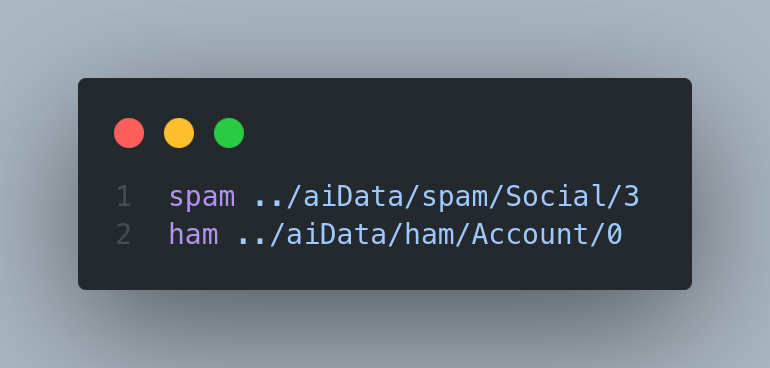 1 spam ../aiData/spam/Social/3
2 ham ../aiData/ham/Account/0